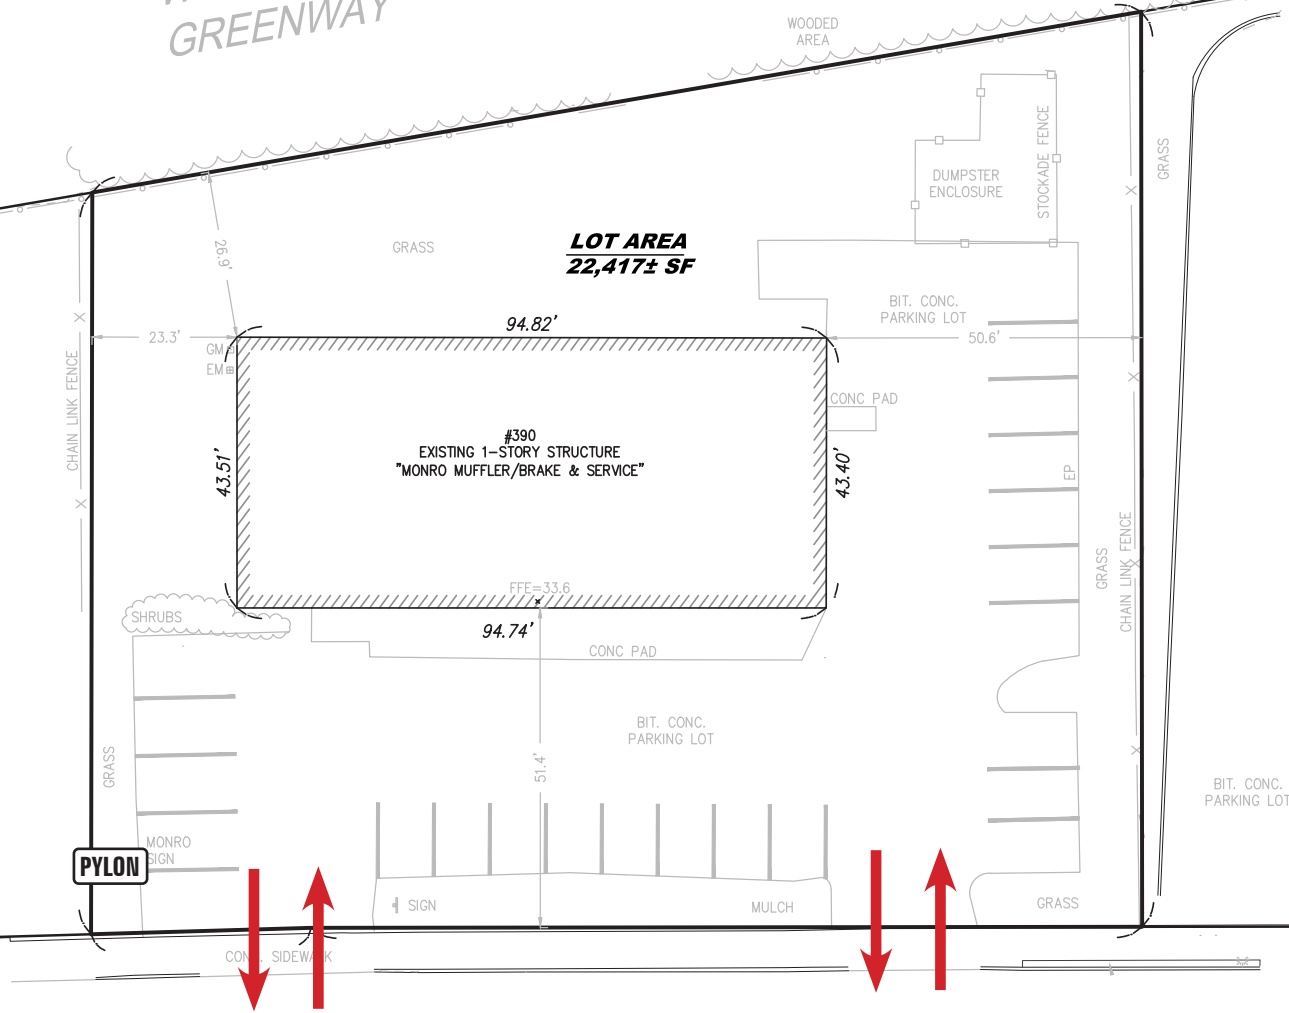 GREENWAY
WOODED
AREA
GRASS
STOCKADE FENCE
DUMPSTER
ENCLOSURE
26.9'
GRASS
LOT AREA
22,417± SF
BIT. CONC.
PARKING LOT
94.82'
23.3'
50.6'
GM
EM
CHAIN LINK FENCE
CONC PAD
#390
EXISTING 1-STORY STRUCTURE
"MONRO MUFFLER/BRAKE & SERVICE"
43.51'
43.40'
EP
GRASS
CHAIN LINK FENCE
FFE=33.6
SHRUBS
94.74'
CONC PAD
BIT. CONC.
PARKING LOT
51.4'
GRASS
BIT. CONC.
PARKING LOT
MONRO
SIGN
PYLON
SIGN
MULCH
GRASS
SIDEWALK